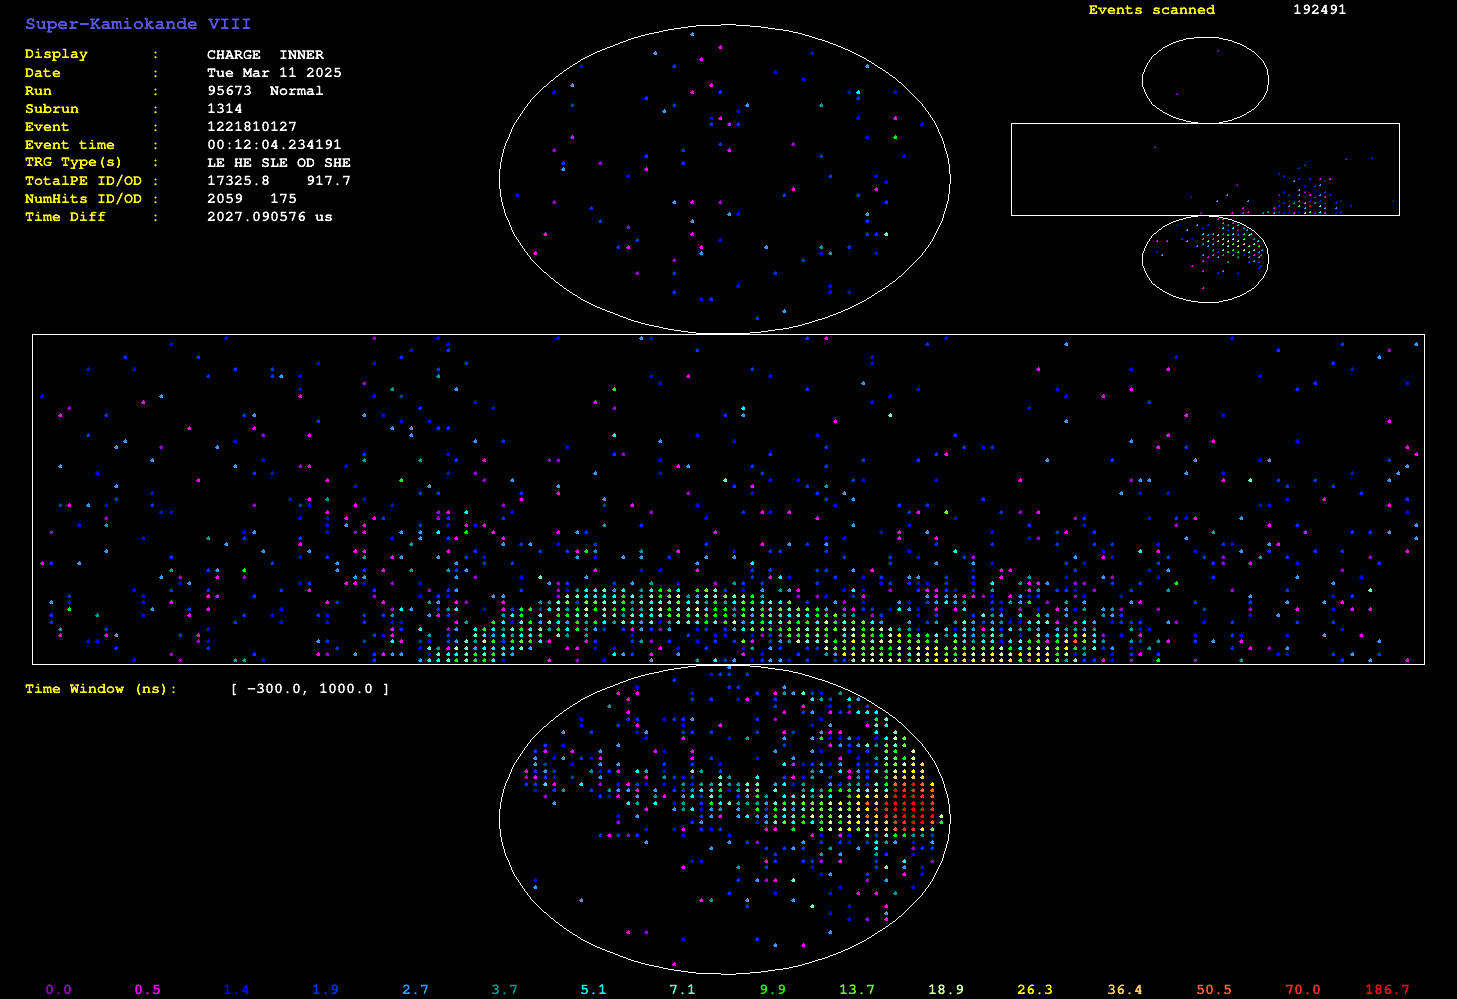 Super-Kamiokande VIII
Events scanned 192491
Display : CHARGE INNER
Date : Tue Mar 11 2025
Run : 95673 Normal
Subrun : 1314
Event : 1221810127
Event time : 00:12:04.234191
TRG Type(s) : LE HE SLE OD SHE
TotalPE ID/OD : 17325.8 917.7
NumHits ID/OD : 2059 175
Time Diff : 2027.090576 us
Time Window (ns): [ -300.0, 1000.0 ]
0.0 0.5 1.4 1.9 2.7 3.7 5.1 7.1 9.9 13.7 18.9 26.3 36.4 50.5 70.0 186.7